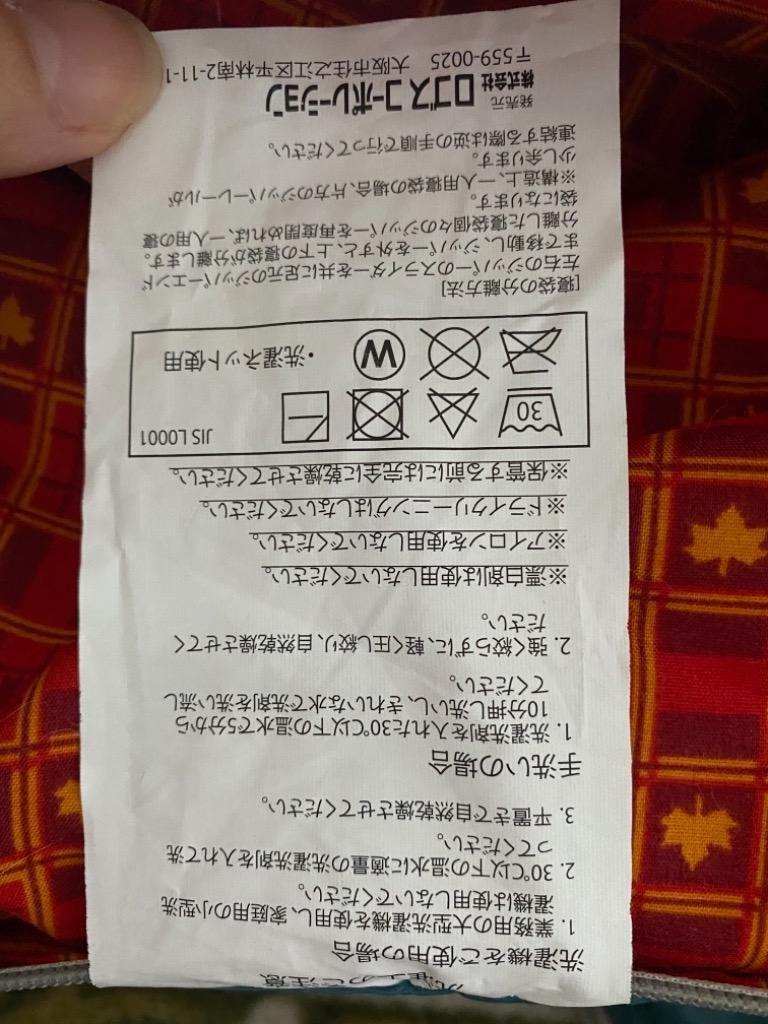 洗濯機をご使用の場合
1. 業務用の大型洗濯機を使用し、家庭用の小型洗
濯機は使用しないでください。
2. 30℃以下の温水に適量の洗濯洗剤を入れて洗
ってください。
3. 平置きで自然乾燥させてください。
手洗いの場合
1. 洗濯洗剤を入れた30℃以下の温水で5分から
10分押し洗いし、きれいな水で洗剤を洗い流し
てください。
2. 強く絞らずに、軽く圧し絞り、自然乾燥させてく
ださい。
※漂白剤は使用しないでください。
※アイロンを使用しないでください。
※ドライクリーニングはしないでください。
※保管する前には完全に乾燥させてください。
30 JIS L0001
W ・洗濯ネット使用
[寝袋の分離方法]
左右のジッパーのスライダーを共に足元のジッパーエンド
まで移動し、ジッパーを外すと、上下の寝袋が分離します。
分離した寝袋個々のジッパーを再度閉めれば、一人用の寝
袋になります。
※構造上、一人用寝袋の場合、片方のジッパーレールが
少し余ります。
連結する際は逆の手順で行ってください。
発売元 株式会社 ロゴスコーポレーション
〒559-0025 大阪市住之江区平林南2-11-1